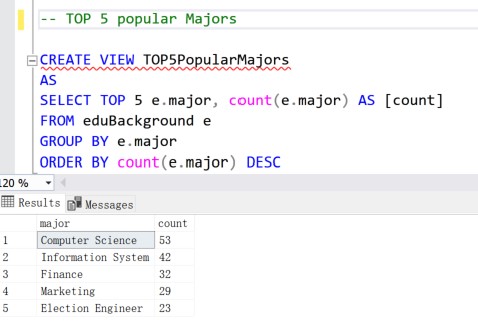 -- TOP 5 popular Majors
CREATE VIEW TOP5PopularMajors
AS
SELECT TOP 5 e.major, count(e.major) AS [count]
FROM eduBackground e
GROUP BY e.major
ORDER BY count(e.major) DESC
120 %
Results Messages
major count
1 Computer Science 53
2 Information System 42
3 Finance 32
4 Marketing 29
5 Election Engineer 23